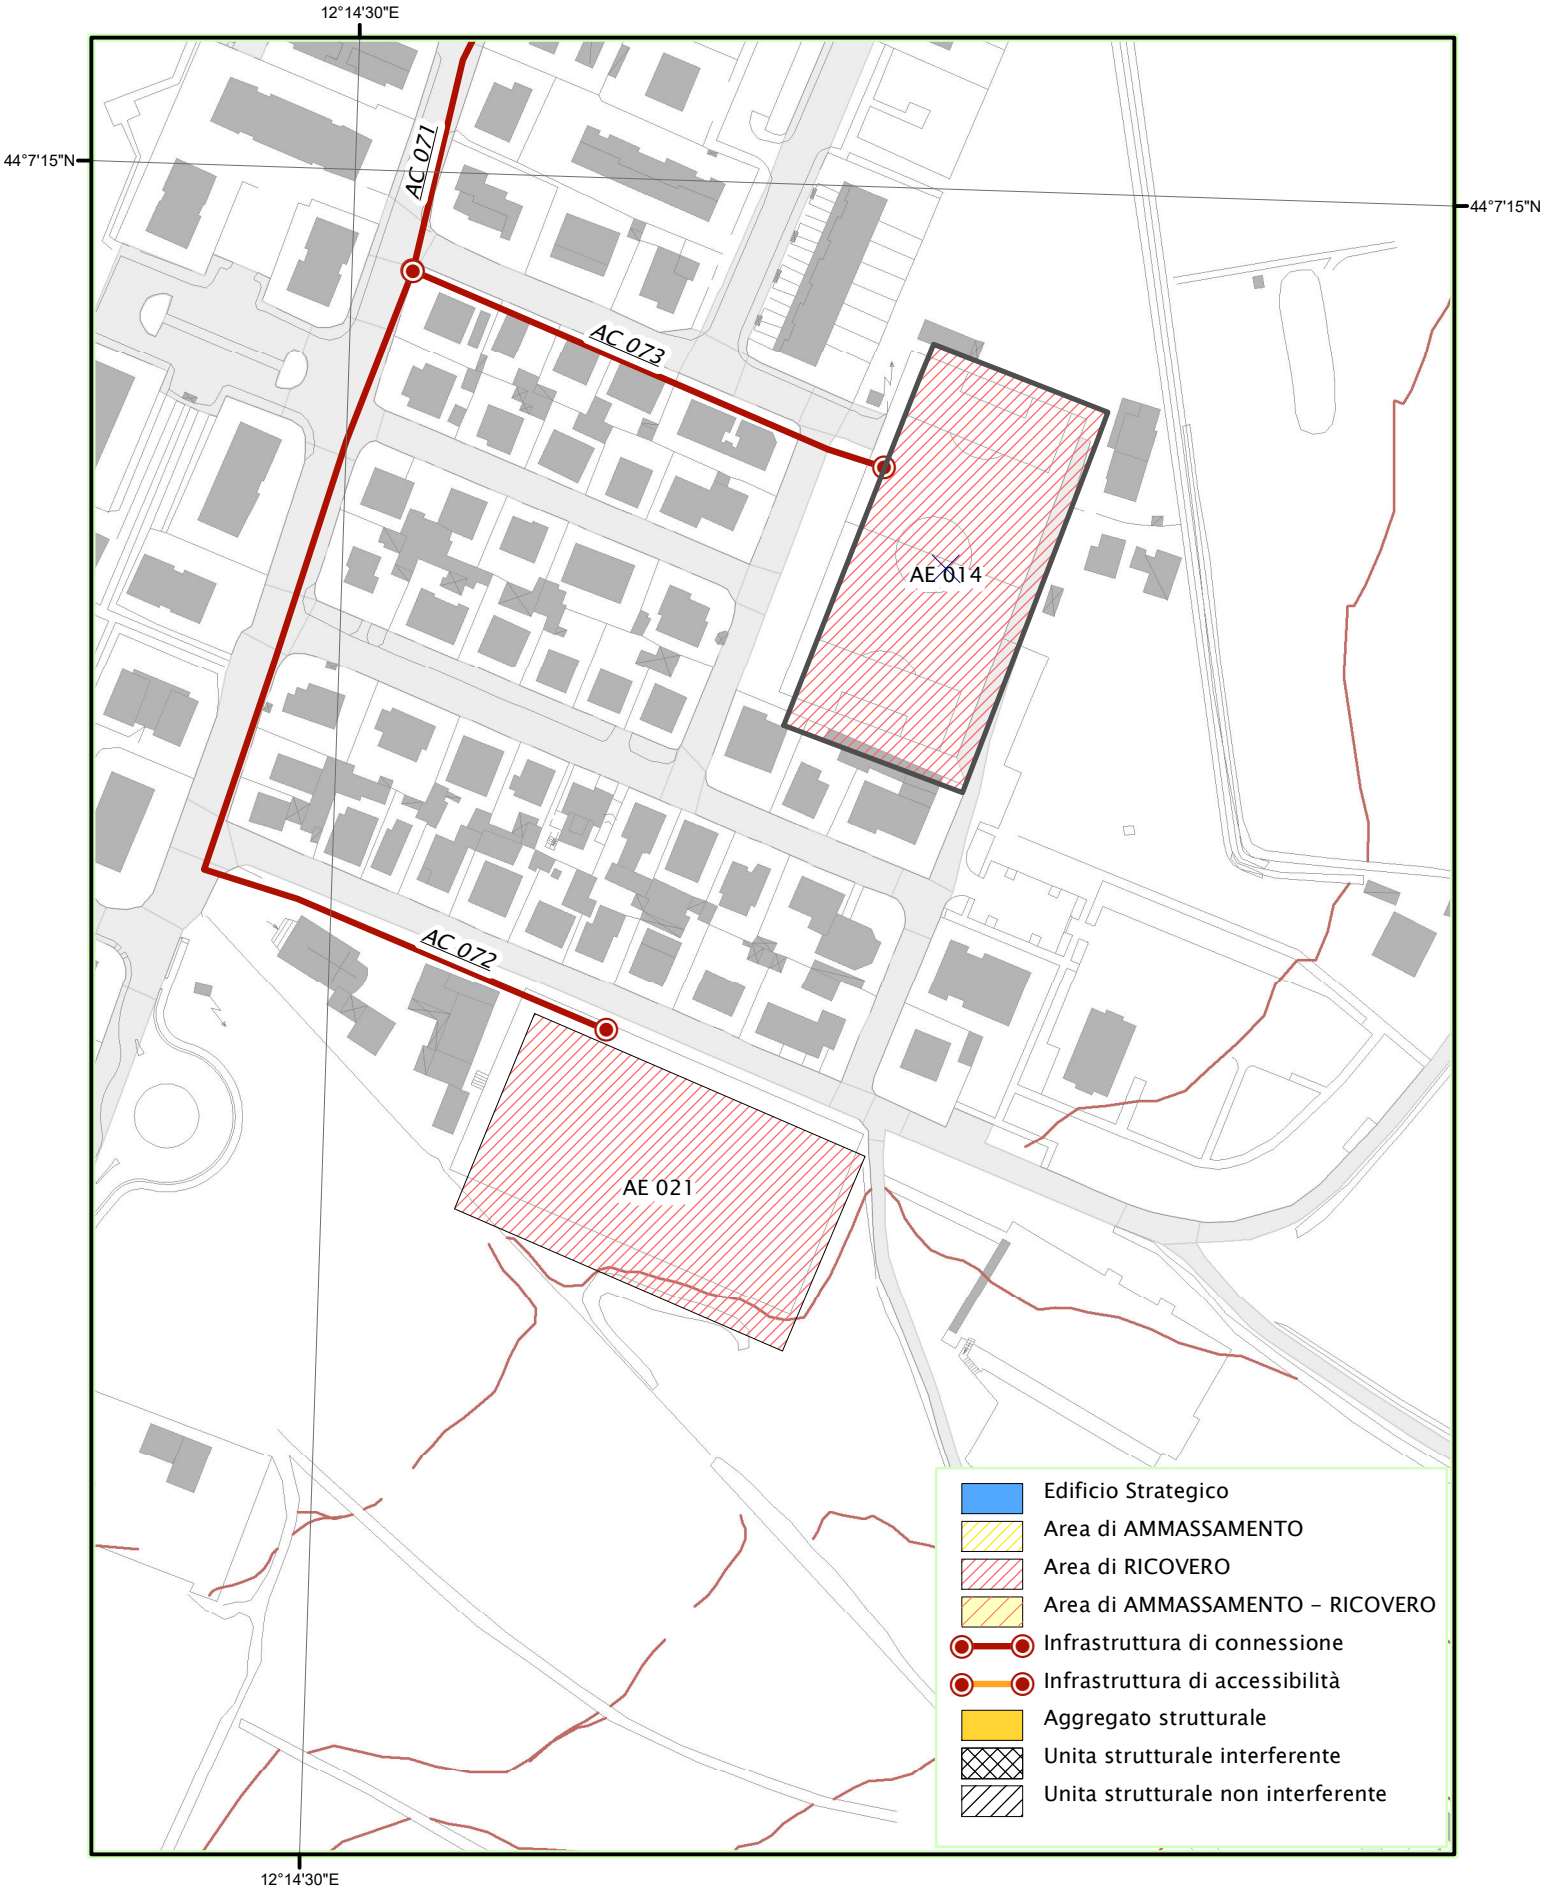 12°14'30"E
44°7'15"N
44°7'15"N
AC 071
AC 073
AE 014
AC 072
AE 021
Edificio Strategico
Area di AMMASSAMENTO
Area di RICOVERO
Area di AMMASSAMENTO - RICOVERO
Infrastruttura di connessione
Infrastruttura di accessibilità
Aggregato strutturale
Unita strutturale interferente
Unita strutturale non interferente
12°14'30"E